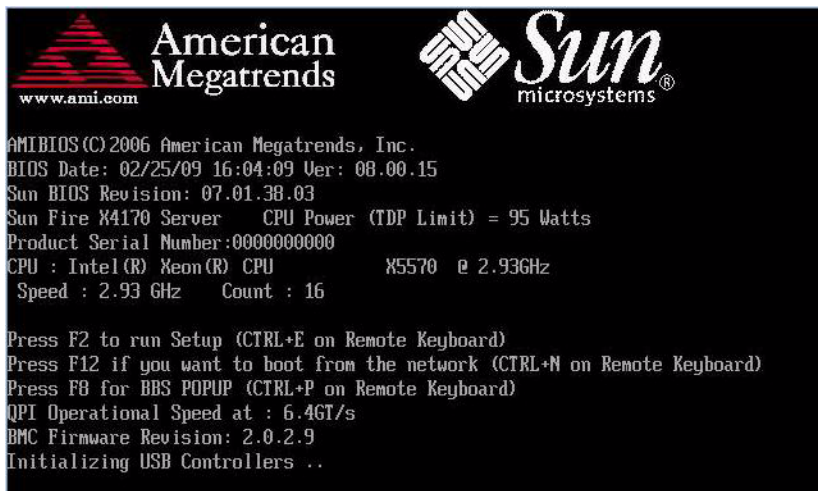 American
Megatrends
www.ami.com
Sun
microsystems®
AMIBIOS(C)2006 American Megatrends, Inc.
BIOS Date: 02/25/09 16:04:09 Ver: 08.00.15
Sun BIOS Revision: 07.01.38.03
Sun Fire X4170 Server    CPU Power (TDP Limit) = 95 Watts
Product Serial Number:0000000000
CPU : Intel(R) Xeon(R) CPU           X5570  @ 2.93GHz
 Speed : 2.93 GHz    Count : 16
Press F2 to run Setup (CTRL+E on Remote Keyboard)
Press F12 if you want to boot from the network (CTRL+N on Remote Keyboard)
Press F8 for BBS POPUP (CTRL+P on Remote Keyboard)
QPI Operational Speed at : 6.4GT/s
BMC Firmware Revision: 2.0.2.9
Initializing USB Controllers ..